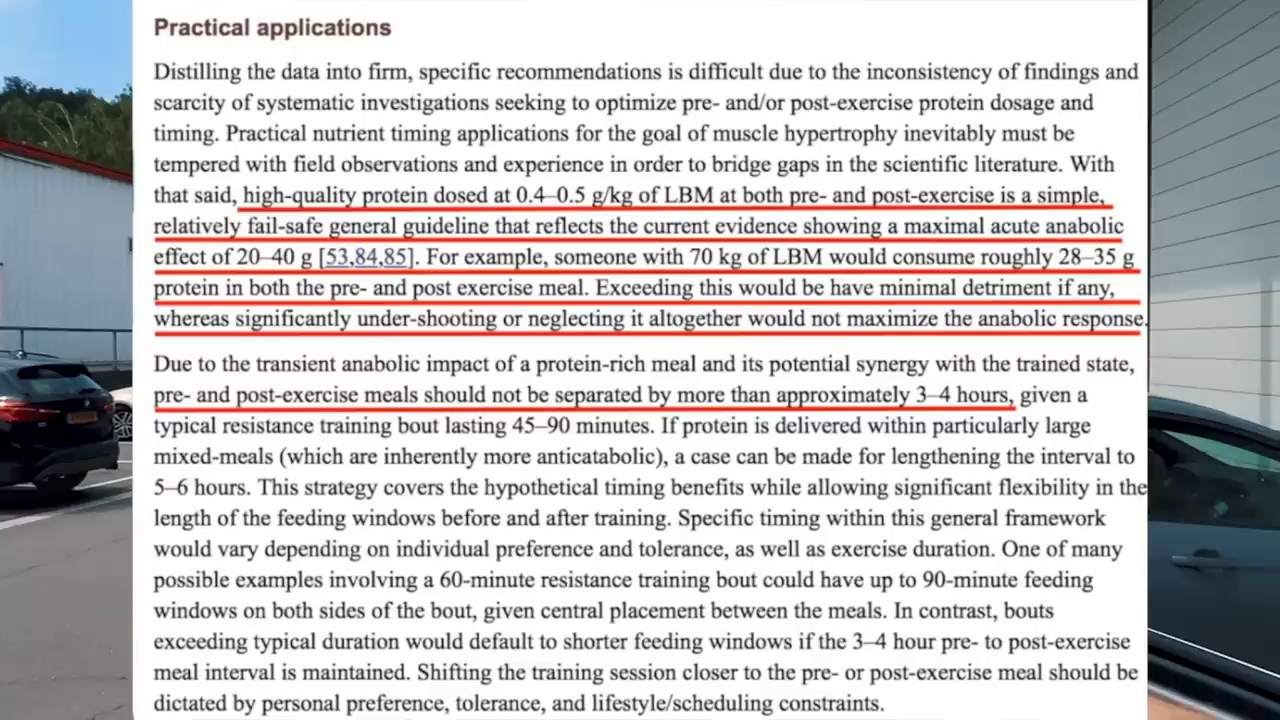 Practical applications
Distilling the data into firm, specific recommendations is difficult due to the inconsistency of findings and
scarcity of systematic investigations seeking to optimize pre- and/or post-exercise protein dosage and
timing. Practical nutrient timing applications for the goal of muscle hypertrophy inevitably must be
tempered with field observations and experience in order to bridge gaps in the scientific literature. With
that said, high-quality protein dosed at 0.4–0.5 g/kg of LBM at both pre- and post-exercise is a simple,
relatively fail-safe general guideline that reflects the current evidence showing a maximal acute anabolic
effect of 20–40 g [53,84,85]. For example, someone with 70 kg of LBM would consume roughly 28–35 g
protein in both the pre- and post exercise meal. Exceeding this would be have minimal detriment if any,
whereas significantly under-shooting or neglecting it altogether would not maximize the anabolic response.
Due to the transient anabolic impact of a protein-rich meal and its potential synergy with the trained state,
pre- and post-exercise meals should not be separated by more than approximately 3–4 hours, given a
typical resistance training bout lasting 45–90 minutes. If protein is delivered within particularly large
mixed-meals (which are inherently more anticatabolic), a case can be made for lengthening the interval to
5–6 hours. This strategy covers the hypothetical timing benefits while allowing significant flexibility in the
length of the feeding windows before and after training. Specific timing within this general framework
would vary depending on individual preference and tolerance, as well as exercise duration. One of many
possible examples involving a 60-minute resistance training bout could have up to 90-minute feeding
windows on both sides of the bout, given central placement between the meals. In contrast, bouts
exceeding typical duration would default to shorter feeding windows if the 3–4 hour pre- to post-exercise
meal interval is maintained. Shifting the training session closer to the pre- or post-exercise meal should be
dictated by personal preference, tolerance, and lifestyle/scheduling constraints.